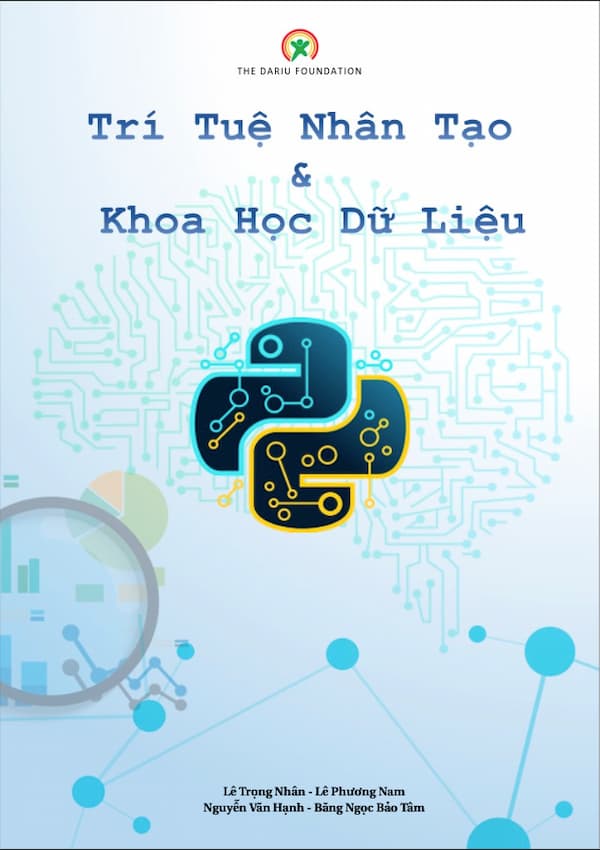 THE DARIU FOUNDATION
Trí Tuệ Nhân Tạo
&
Khoa Học Dữ Liệu
Lê Trọng Nhân - Lê Phương Nam
Nguyễn Văn Hạnh - Băng Ngọc Bảo Tâm